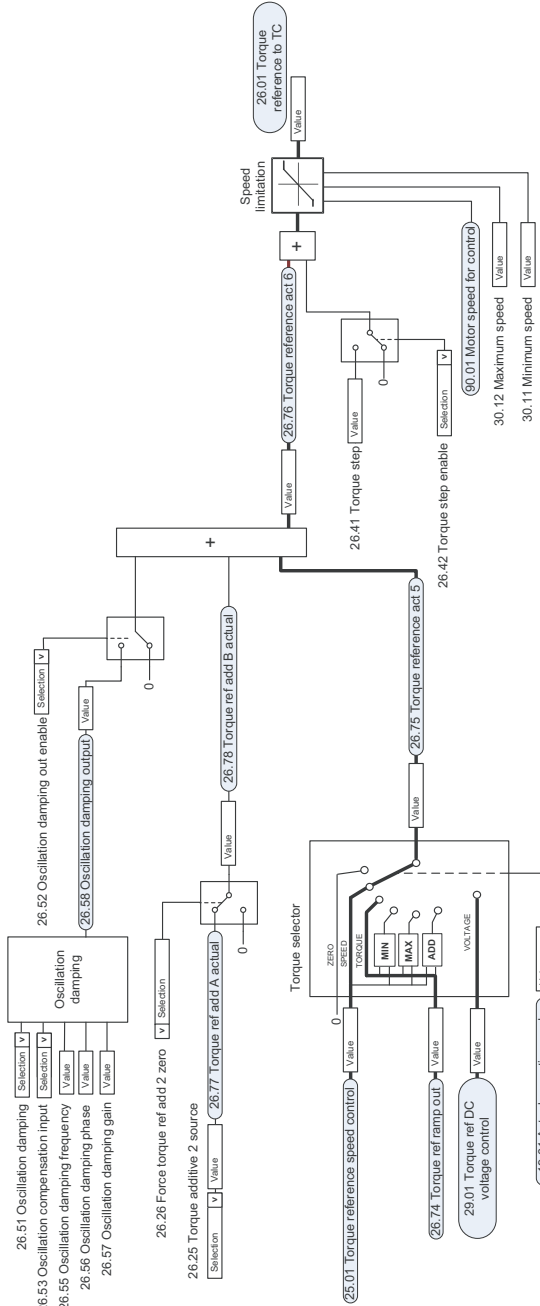 26.51 Oscillation damping
Selection
v
26.53 Oscillation compensation input
Selection
v
26.55 Oscillation damping frequency
Value
26.56 Oscillation damping phase
Value
26.57 Oscillation damping gain
Value
Oscillation
damping
26.52 Oscillation damping out enable
Selection
v
26.58 Oscillation damping output
Value
0
26.26 Force torque ref add 2 zero
v
Selection
26.25 Torque additive 2 source
Selection
v
Value
26.77 Torque ref add A actual
0
Value
26.78 Torque ref add B actual
+
Value
26.76 Torque reference act 6
+
Speed
limitation
Value
26.01 Torque
reference to TC
26.41 Torque step
Value
0
26.42 Torque step enable
Selection
v
90.01 Motor speed for control
30.12 Maximum speed
Value
30.11 Minimum speed
Value
Torque selector
0
ZERO
SPEED
TORQUE
MIN
MAX
ADD
VOLTAGE
25.01 Torque reference speed control
Value
26.74 Torque ref ramp out
Value
29.01 Torque ref DC
voltage control
Value
Value
26.75 Torque reference act 5